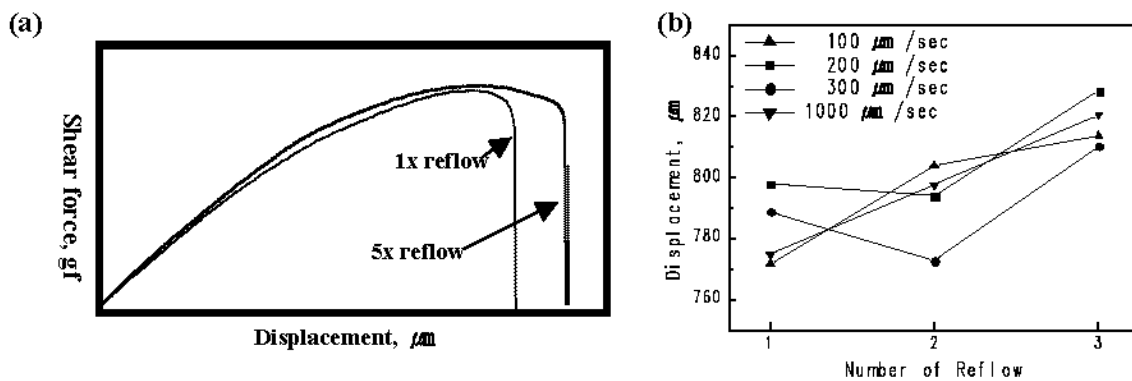 (a)
Shear force, gf
1x reflow
5x reflow
Displacement, μm
(b)
Displacement, μm
840
820
800
780
760
100 μm /sec
200 μm /sec
300 μm /sec
1000 μm /sec
1 2 3
Number of Reflow